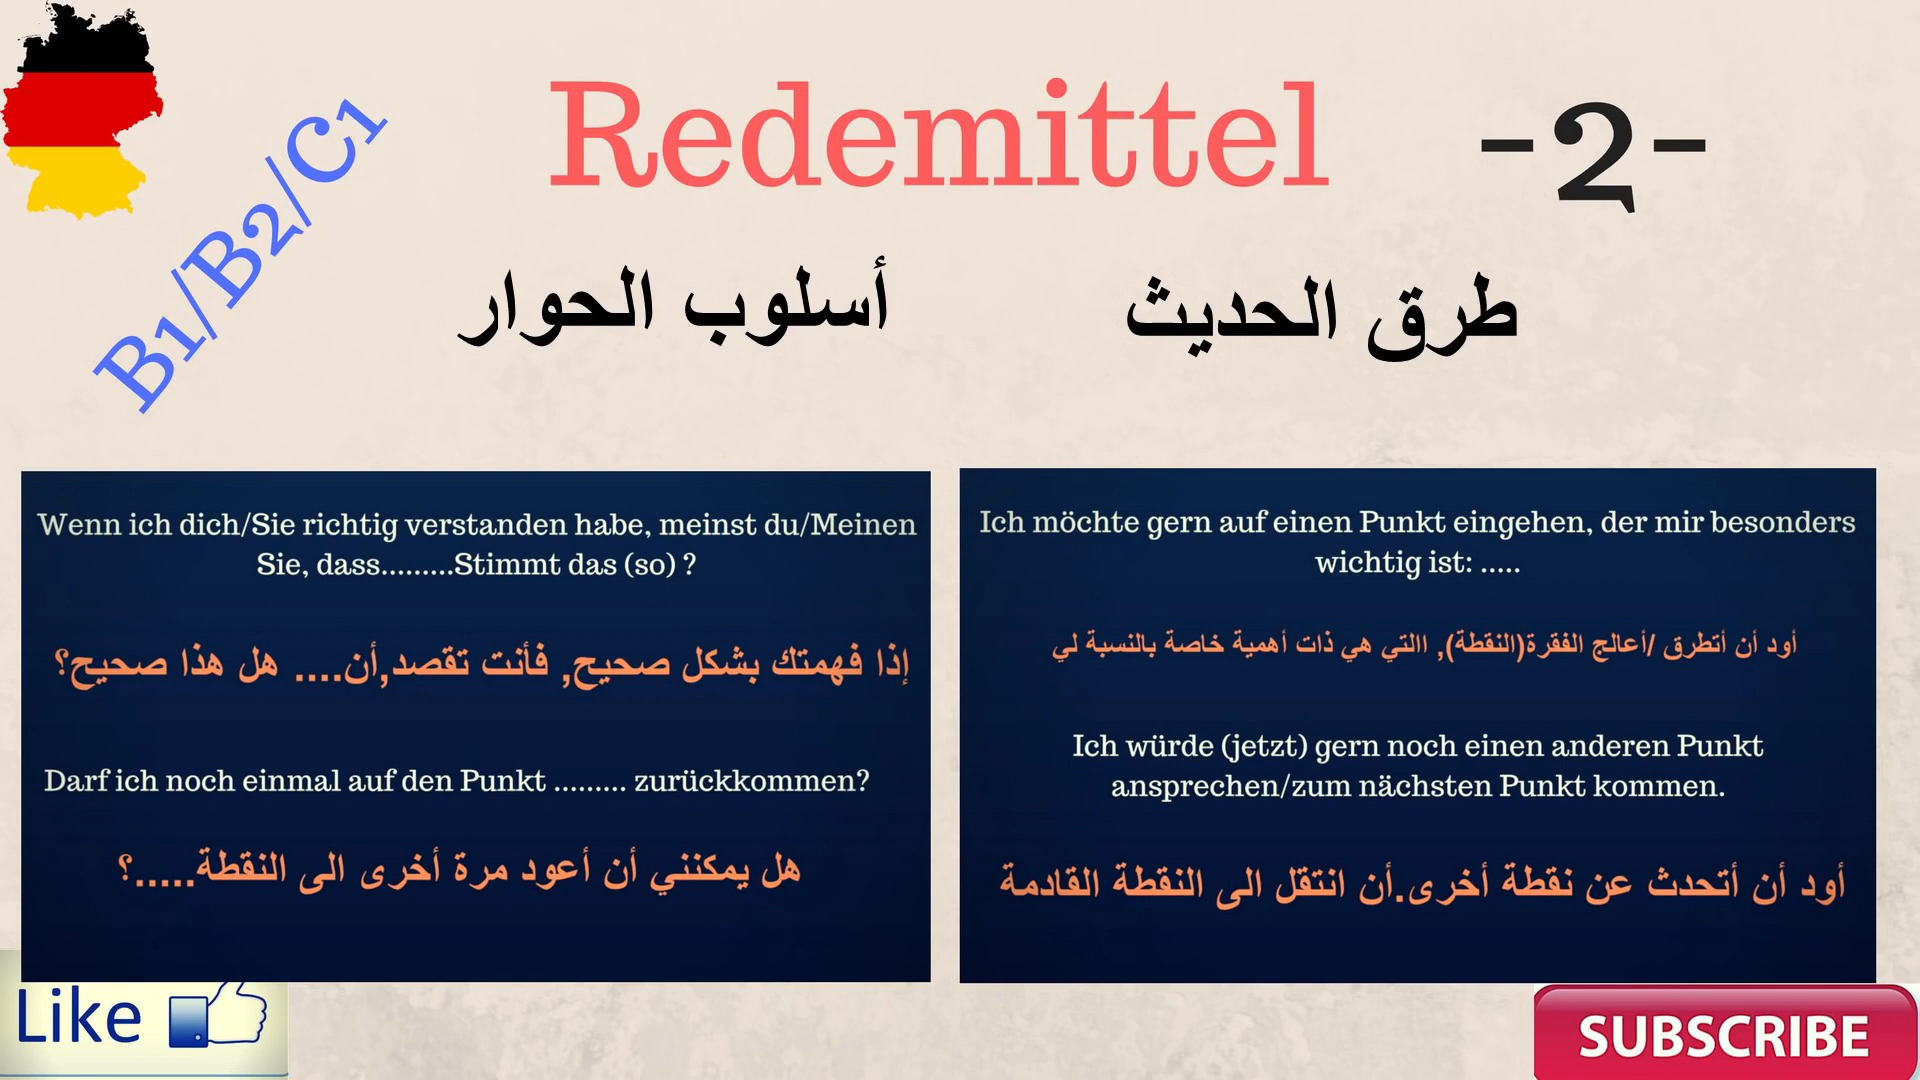 B1/B2/C1
Redemittel -2-
طرق الحديث
أسلوب الحوار
Wenn ich dich/Sie richtig verstanden habe, meinst du/Meinen
Sie, dass.........Stimmt das (so) ?
إذا فهمتك بشكل صحيح, فأنت تقصد,أن.... هل هذا صحيح؟
Darf ich noch einmal auf den Punkt ......... zurückkommen?
هل يمكنني أن أعود مرة أخرى الى النقطة.....؟
Ich möchte gern auf einen Punkt eingehen, der mir besonders
wichtig ist: .....
أود أن أتطرق /أعالج الفقرة(النقطة), االتي هي ذات أهمية خاصة بالنسبة لي
Ich würde (jetzt) gern noch einen anderen Punkt
ansprechen/zum nächsten Punkt kommen.
أود أن أتحدث عن نقطة أخرى.أن انتقل الى النقطة القادمة
Like
SUBSCRIBE